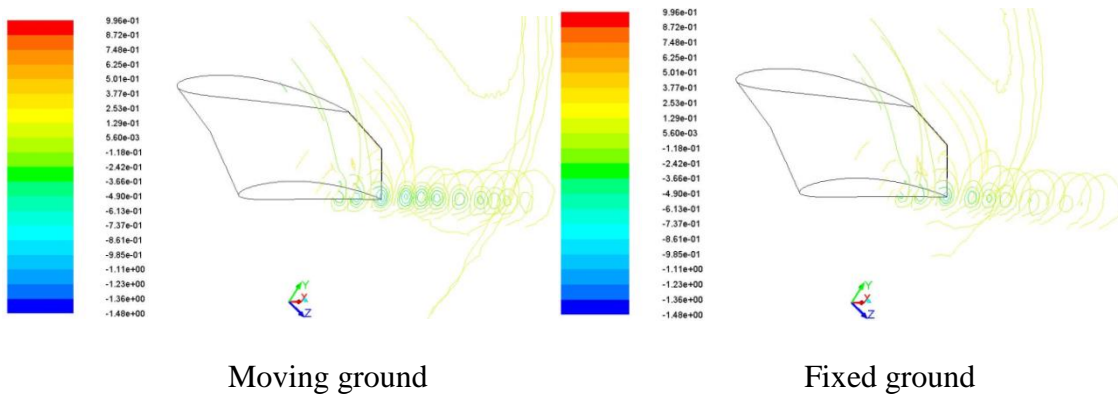 9.96e-01
8.72e-01
7.48e-01
6.25e-01
5.01e-01
3.77e-01
2.53e-01
1.29e-01
5.60e-03
-1.18e-01
-2.42e-01
-3.66e-01
-4.90e-01
-6.13e-01
-7.37e-01
-8.61e-01
-9.85e-01
-1.11e+00
-1.23e+00
-1.36e+00
-1.48e+00
Y
X
Z
9.96e-01
8.72e-01
7.48e-01
6.25e-01
5.01e-01
3.77e-01
2.53e-01
1.29e-01
5.60e-03
-1.18e-01
-2.42e-01
-3.66e-01
-4.90e-01
-6.13e-01
-7.37e-01
-8.61e-01
-9.85e-01
-1.11e+00
-1.23e+00
-1.36e+00
-1.48e+00
Y
X
Z
Moving ground
Fixed ground